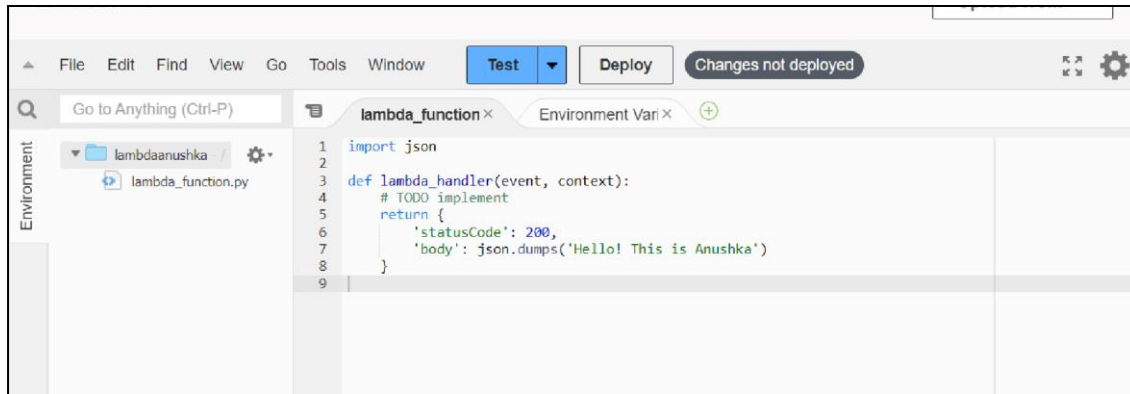 File Edit Find View Go Tools Window Test Deploy Changes not deployed
Go to Anything (Ctrl-P)
lambda_function × Environment Vari ×
Environment
lambdaanushka - /
lambda_function.py
1 import json
2
3 def lambda_handler(event, context):
4     # TODO implement
5     return {
6         'statusCode': 200,
7         'body': json.dumps('Hello! This is Anushka')
8     }
9